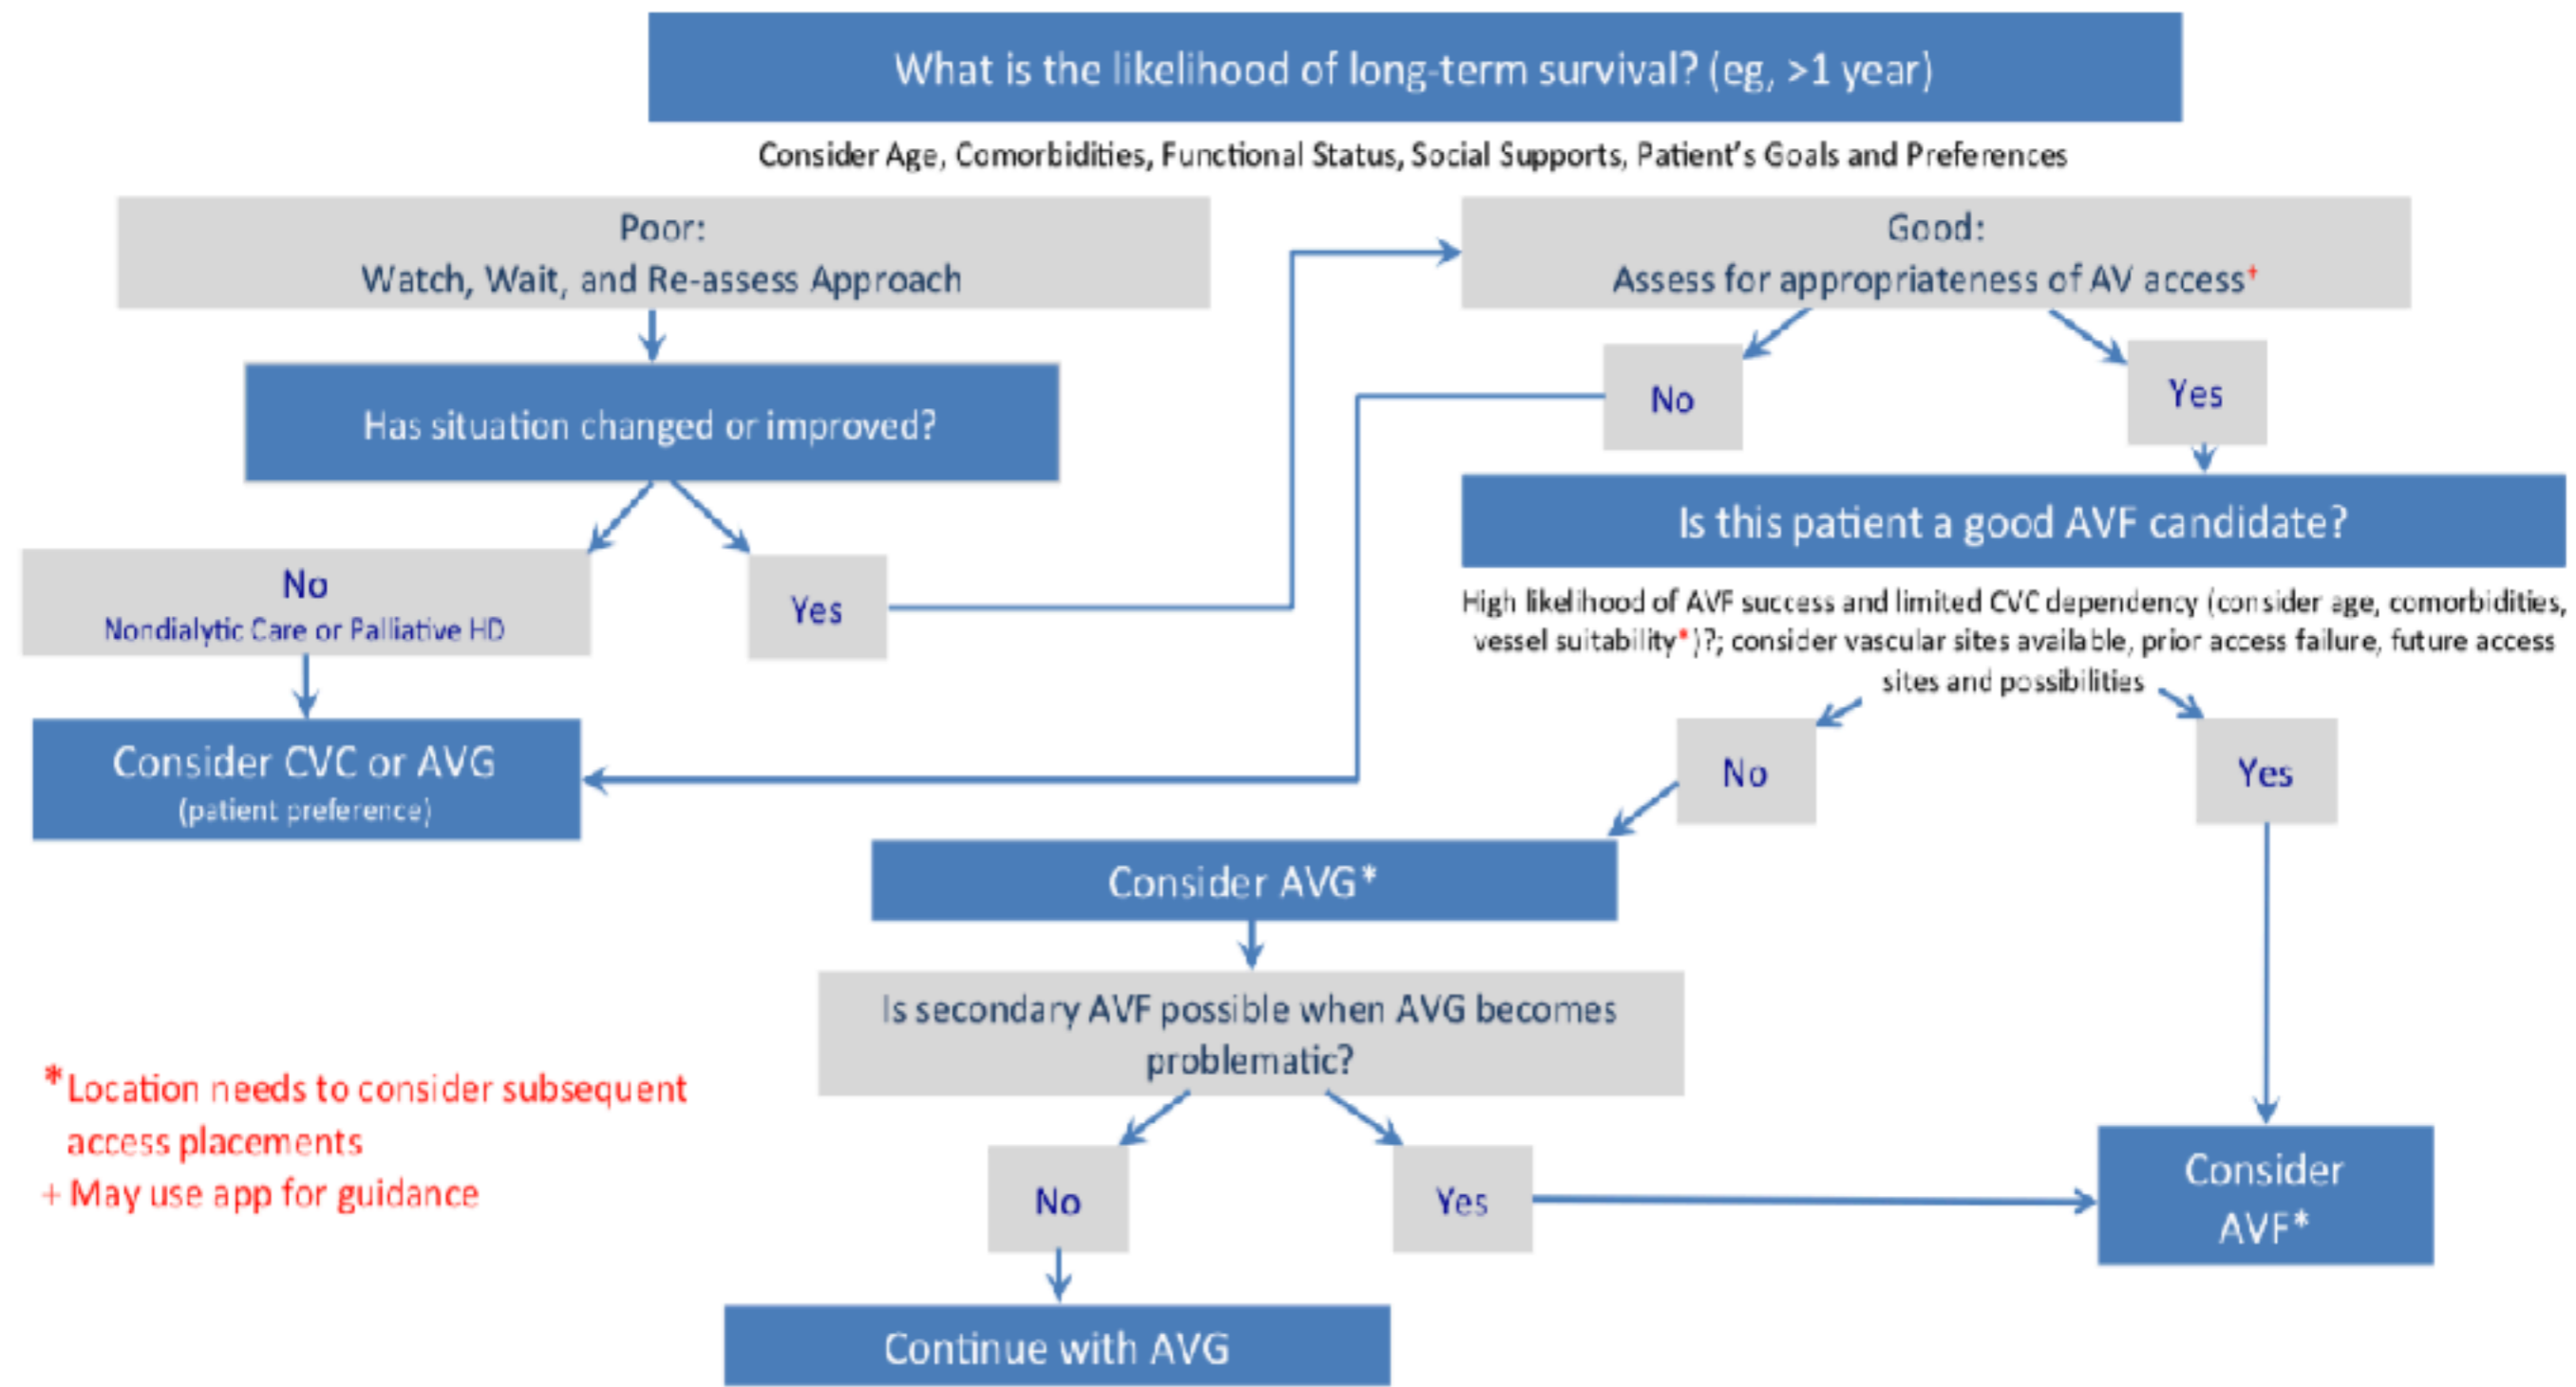 What is the likelihood of long-term survival? (eg, >1 year)
Consider Age, Comorbidities, Functional Status, Social Supports, Patient's Goals and Preferences
Poor:
Watch, Wait, and Re-assess Approach
Good:
Assess for appropriateness of AV access+
Has situation changed or improved?
No
Yes
No
Nondialytic Care or Palliative HD
Yes
Is this patient a good AVF candidate?
High likelihood of AVF success and limited CVC dependency (consider age, comorbidities,
vessel suitability*)?; consider vascular sites available, prior access failure, future access
sites and possibilities
Consider CVC or AVG
(patient preference)
No
Yes
Consider AVG*
Is secondary AVF possible when AVG becomes
problematic?
No
Yes
Consider
AVF*
Continue with AVG
*Location needs to consider subsequent
access placements
+ May use app for guidance